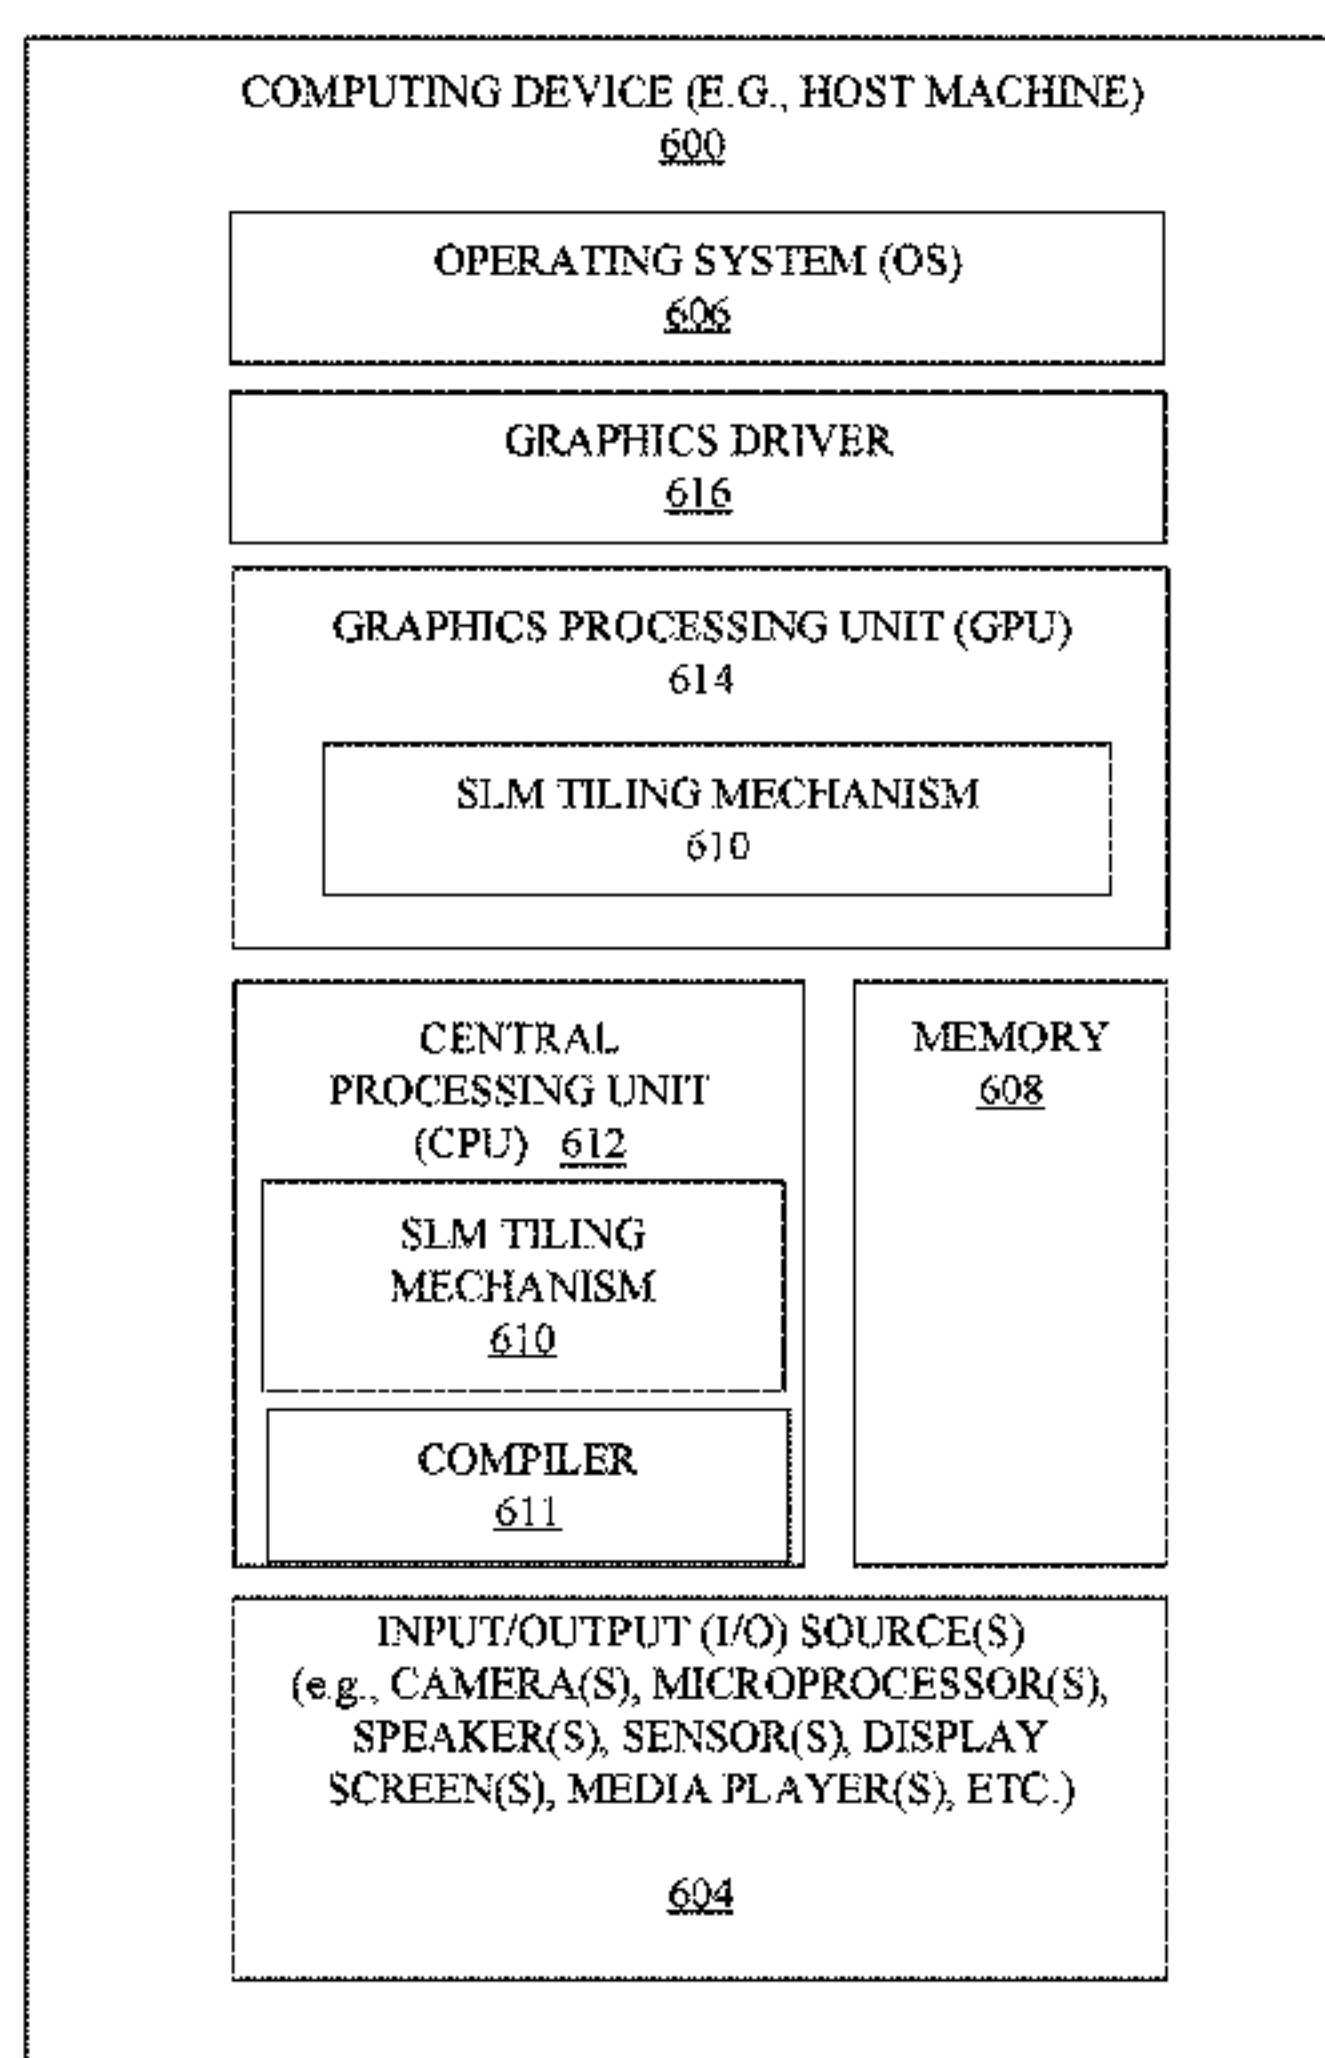 COMPUTING DEVICE (E.G., HOST MACHINE)
600
OPERATING SYSTEM (OS)
606
GRAPHICS DRIVER
616
GRAPHICS PROCESSING UNIT (GPU)
614
SLM TILING MECHANISM
610
CENTRAL
PROCESSING UNIT
(CPU) 612
SLM TILING
MECHANISM
610
COMPILER
611
MEMORY
608
INPUT/OUTPUT (I/O) SOURCE(S)
(e.g., CAMERA(S), MICROPROCESSOR(S),
SPEAKER(S), SENSOR(S), DISPLAY
SCREEN(S), MEDIA PLAYER(S), ETC.)
604